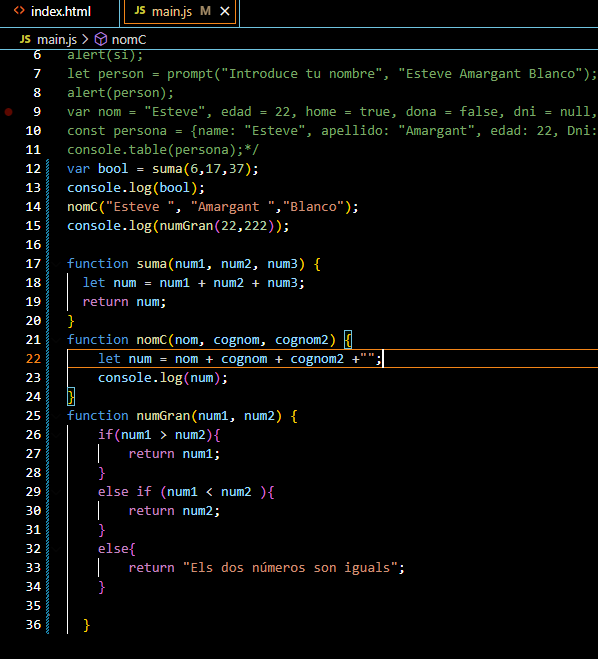 <> index.html
JS main.js M ×
JS main.js > nomC
6 alert(si);
7 let person = prompt("Introduce tu nombre", "Esteve Amargant Blanco");
8 alert(person);
9 var nom = "Esteve", edad = 22, home = true, dona = false, dni = null,
10 const persona = {name: "Esteve", apellido: "Amargant", edad: 22, Dni:
11 console.table(persona);*/
12 var bool = suma(6,17,37);
13 console.log(bool);
14 nomC("Esteve ", "Amargant ","Blanco");
15 console.log(numGran(22,222));
16
17 function suma(num1, num2, num3) {
18 let num = num1 + num2 + num3;
19 return num;
20 }
21 function nomC(nom, cognom, cognom2) {
22 let num = nom + cognom + cognom2 +"";
23 console.log(num);
24 }
25 function numGran(num1, num2) {
26 if(num1 > num2){
27 return num1;
28 }
29 else if (num1 < num2 ){
30 return num2;
31 }
32 else{
33 return "Els dos números son iguals";
34 }
35
36 }